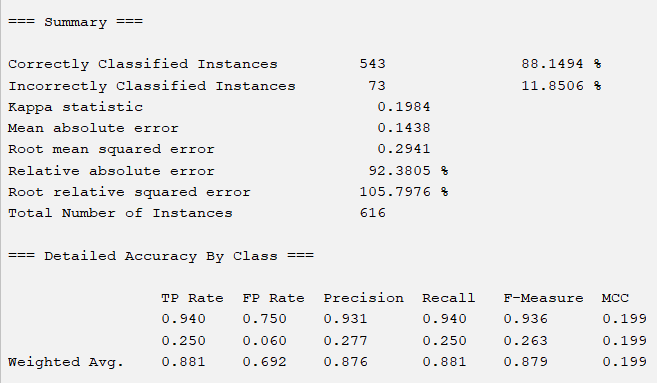 === Summary ===
Correctly Classified Instances 543 88.1494 %
Incorrectly Classified Instances 73 11.8506 %
Kappa statistic 0.1984
Mean absolute error 0.1438
Root mean squared error 0.2941
Relative absolute error 92.3805 %
Root relative squared error 105.7976 %
Total Number of Instances 616
=== Detailed Accuracy By Class ===
TP Rate FP Rate Precision Recall F-Measure MCC
0.940 0.750 0.931 0.940 0.936 0.199
0.250 0.060 0.277 0.250 0.263 0.199
Weighted Avg. 0.881 0.692 0.876 0.881 0.879 0.199